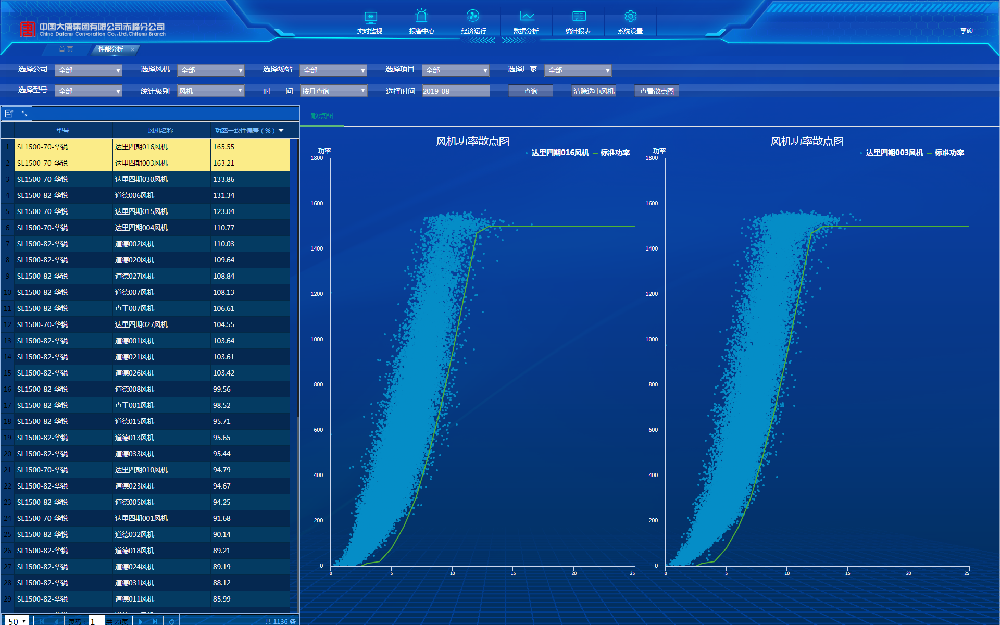 中国大唐集团有限公司赤峰分公司
China Datang Corporation Co.,Ltd.Chifeng Branch
实时监视 报警中心 经济运行 数据分析 统计报表 系统设置
李硕
首 页 性能分析
选择公司 全部 选择风机 全部 选择场站 全部 选择项目 全部 选择厂家 全部
选择型号 全部 统计级别 风机 时 间 按月查询 选择时间 2019-08 查询 清除选中风机 查看散点图
散点图
型号 风机名称 功率一致性偏差（%）
1 SL1500-70-华锐 达里四期016风机 165.55
2 SL1500-70-华锐 达里四期003风机 163.21
3 SL1500-70-华锐 达里四期030风机 133.86
4 SL1500-82-华锐 道德006风机 131.34
5 SL1500-70-华锐 达里四期015风机 123.04
6 SL1500-70-华锐 达里四期004风机 110.77
7 SL1500-82-华锐 道德002风机 110.03
8 SL1500-82-华锐 道德020风机 109.64
9 SL1500-82-华锐 道德027风机 108.84
10 SL1500-82-华锐 道德007风机 108.13
11 SL1500-82-华锐 查干007风机 106.61
12 SL1500-70-华锐 达里四期027风机 104.55
13 SL1500-82-华锐 道德001风机 103.64
14 SL1500-82-华锐 道德021风机 103.61
15 SL1500-82-华锐 道德026风机 103.42
16 SL1500-82-华锐 道德008风机 99.56
17 SL1500-82-华锐 查干001风机 98.52
18 SL1500-82-华锐 道德015风机 95.71
19 SL1500-82-华锐 道德013风机 95.65
20 SL1500-82-华锐 道德033风机 95.44
21 SL1500-70-华锐 达里四期010风机 94.79
22 SL1500-82-华锐 道德023风机 94.67
23 SL1500-82-华锐 道德005风机 94.25
24 SL1500-70-华锐 达里四期001风机 91.68
25 SL1500-82-华锐 道德032风机 90.14
26 SL1500-82-华锐 道德018风机 89.21
27 SL1500-82-华锐 道德024风机 89.19
28 SL1500-82-华锐 道德031风机 88.12
29 SL1500-82-华锐 道德011风机 85.99
50 页码: 1 共 23页 共 1136 条
风机功率散点图
功率
达里四期016风机 标准功率
1800
1600
1400
1200
1000
800
600
400
200
0
0 5 10 15 20 25
风机功率散点图
功率
达里四期003风机 标准功率
1800
1600
1400
1200
1000
800
600
400
200
0
0 5 10 15 20 25